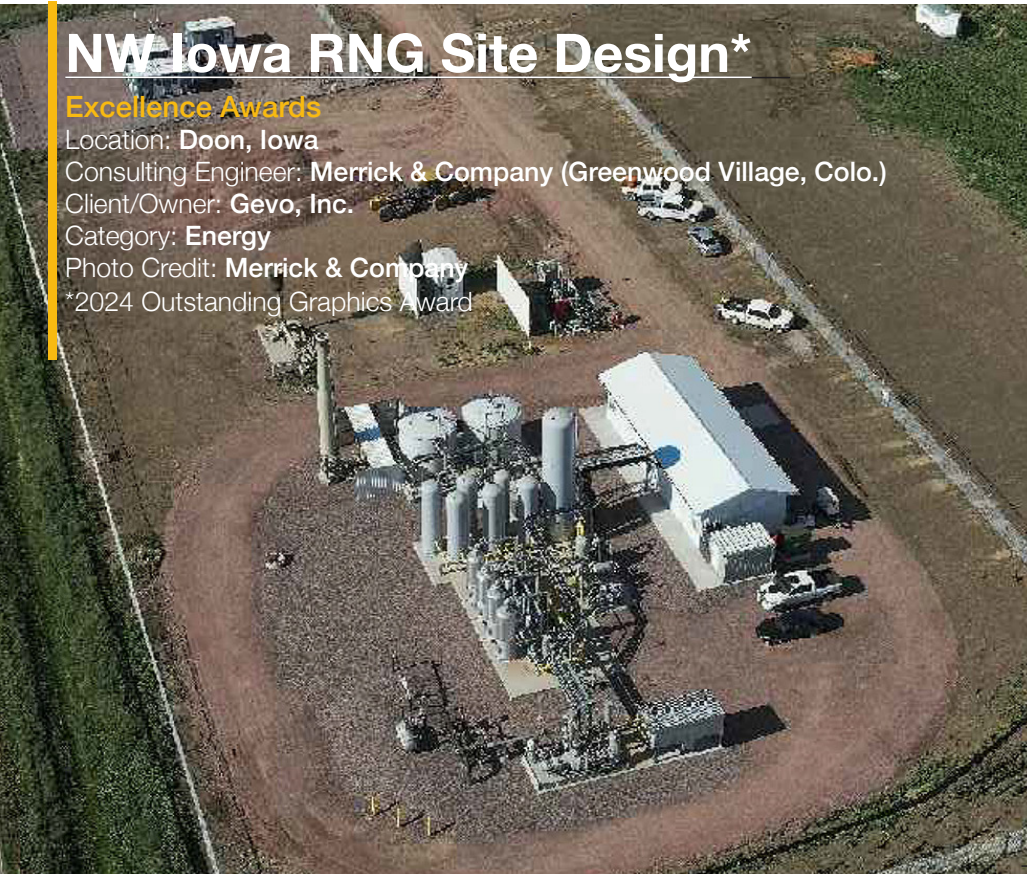 NW Iowa RNG Site Design*
Excellence Awards
Location: Doon, Iowa
Consulting Engineer: Merrick & Company (Greenwood Village, Colo.)
Client/Owner: Gevo, Inc.
Category: Energy
Photo Credit: Merrick & Company
*2024 Outstanding Graphics Award